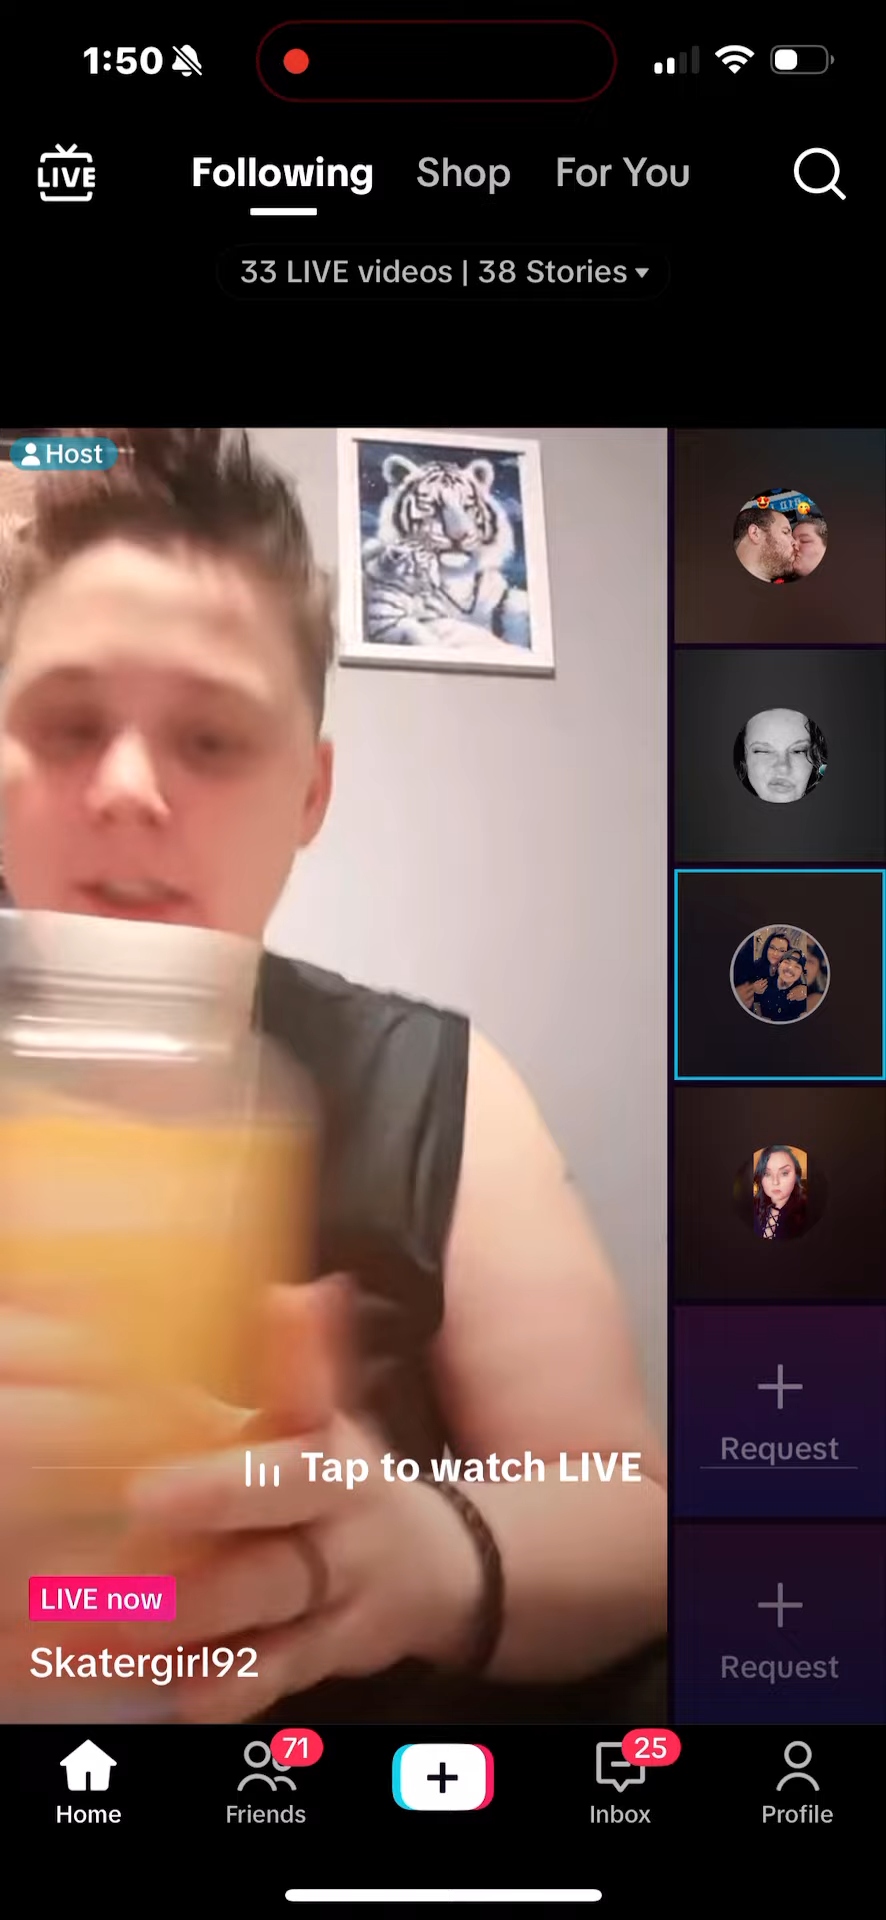 1:50
LIVE
Following
Shop
For You
33 LIVE videos | 38 Stories
Host
Tap to watch LIVE
Request
LIVE now
Skatergirl92
Request
71
25
Home
Friends
Inbox
Profile